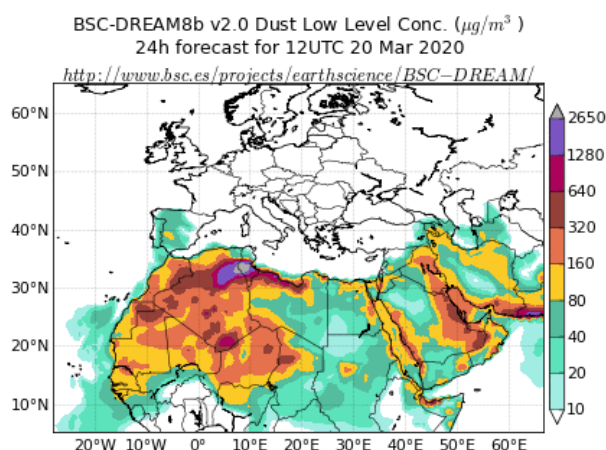 BSC-DREAM8b v2.0 Dust Low Level Conc. (μg/m³ )
24h forecast for 12UTC 20 Mar 2020
http://www.bsc.es/projects/earthscience/BSC−DREAM/
60°N
50°N
40°N
30°N
20°N
10°N
20°W 10°W 0° 10°E 20°E 30°E 40°E 50°E 60°E
2650
1280
640
320
160
80
40
20
10